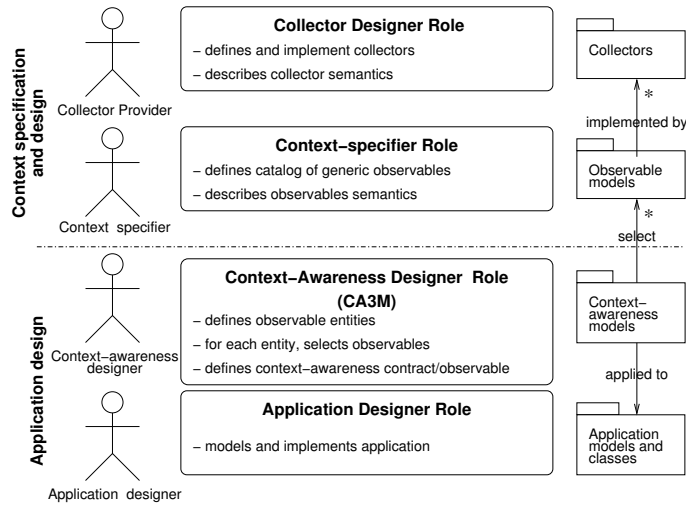 Context specification
and design
Collector Provider
Collector Designer Role
– defines and implement collectors
– describes collector semantics
Collectors
*
implemented by
Context specifier
Context–specifier Role
– defines catalog of generic observables
– describes observables semantics
Observable
models
*
select
Application design
Context–awareness
designer
Context–Awareness Designer Role
(CA3M)
– defines observable entities
– for each entity, selects observables
– defines context–awareness contract/observable
Context–
awareness
models
applied to
Application designer
Application Designer Role
– models and implements application
Application
models and
classes